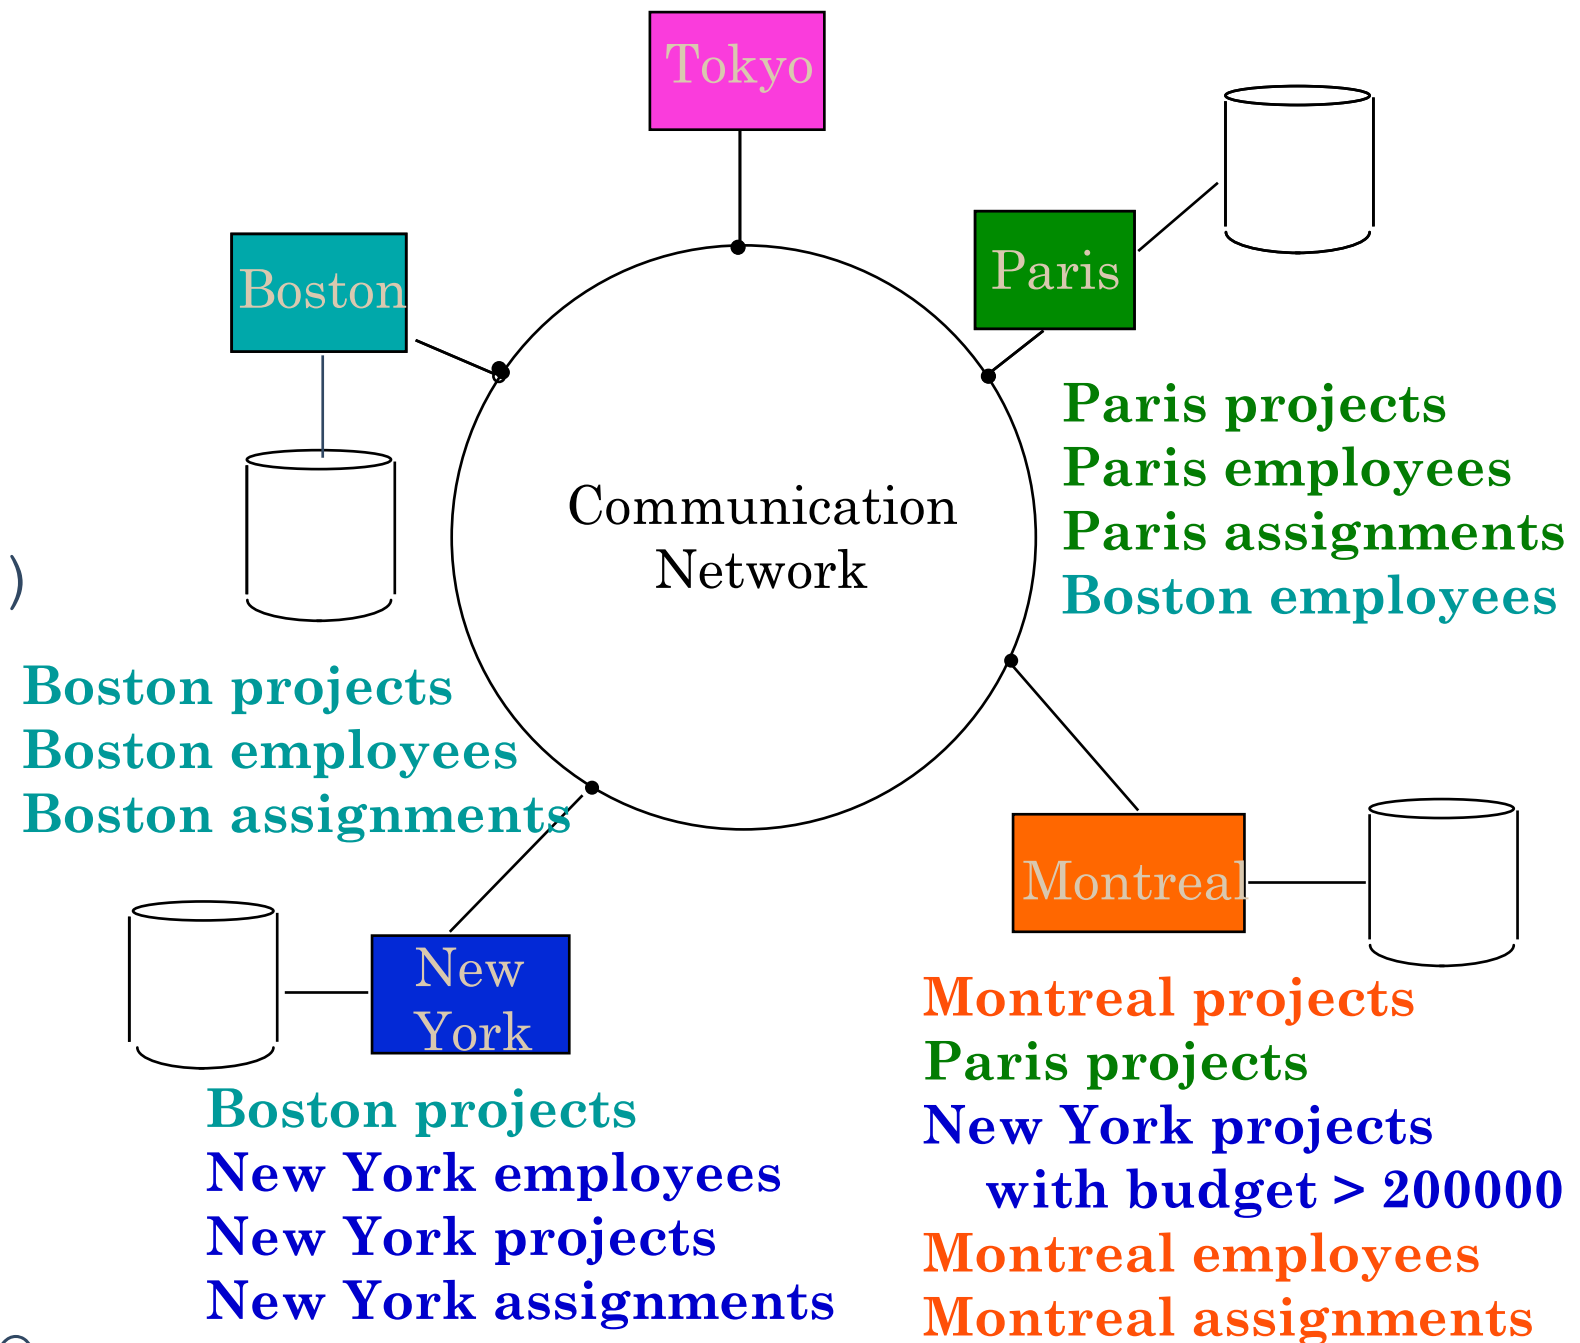 Tokyo
Boston
Paris
Communication
Network
Paris projects
Paris employees
Paris assignments
Boston employees
)
Boston projects
Boston employees
Boston assignments
Montreal
New
York
Montreal projects
Paris projects
New York projects
with budget > 200000
Montreal employees
Montreal assignments
Boston projects
New York employees
New York projects
New York assignments